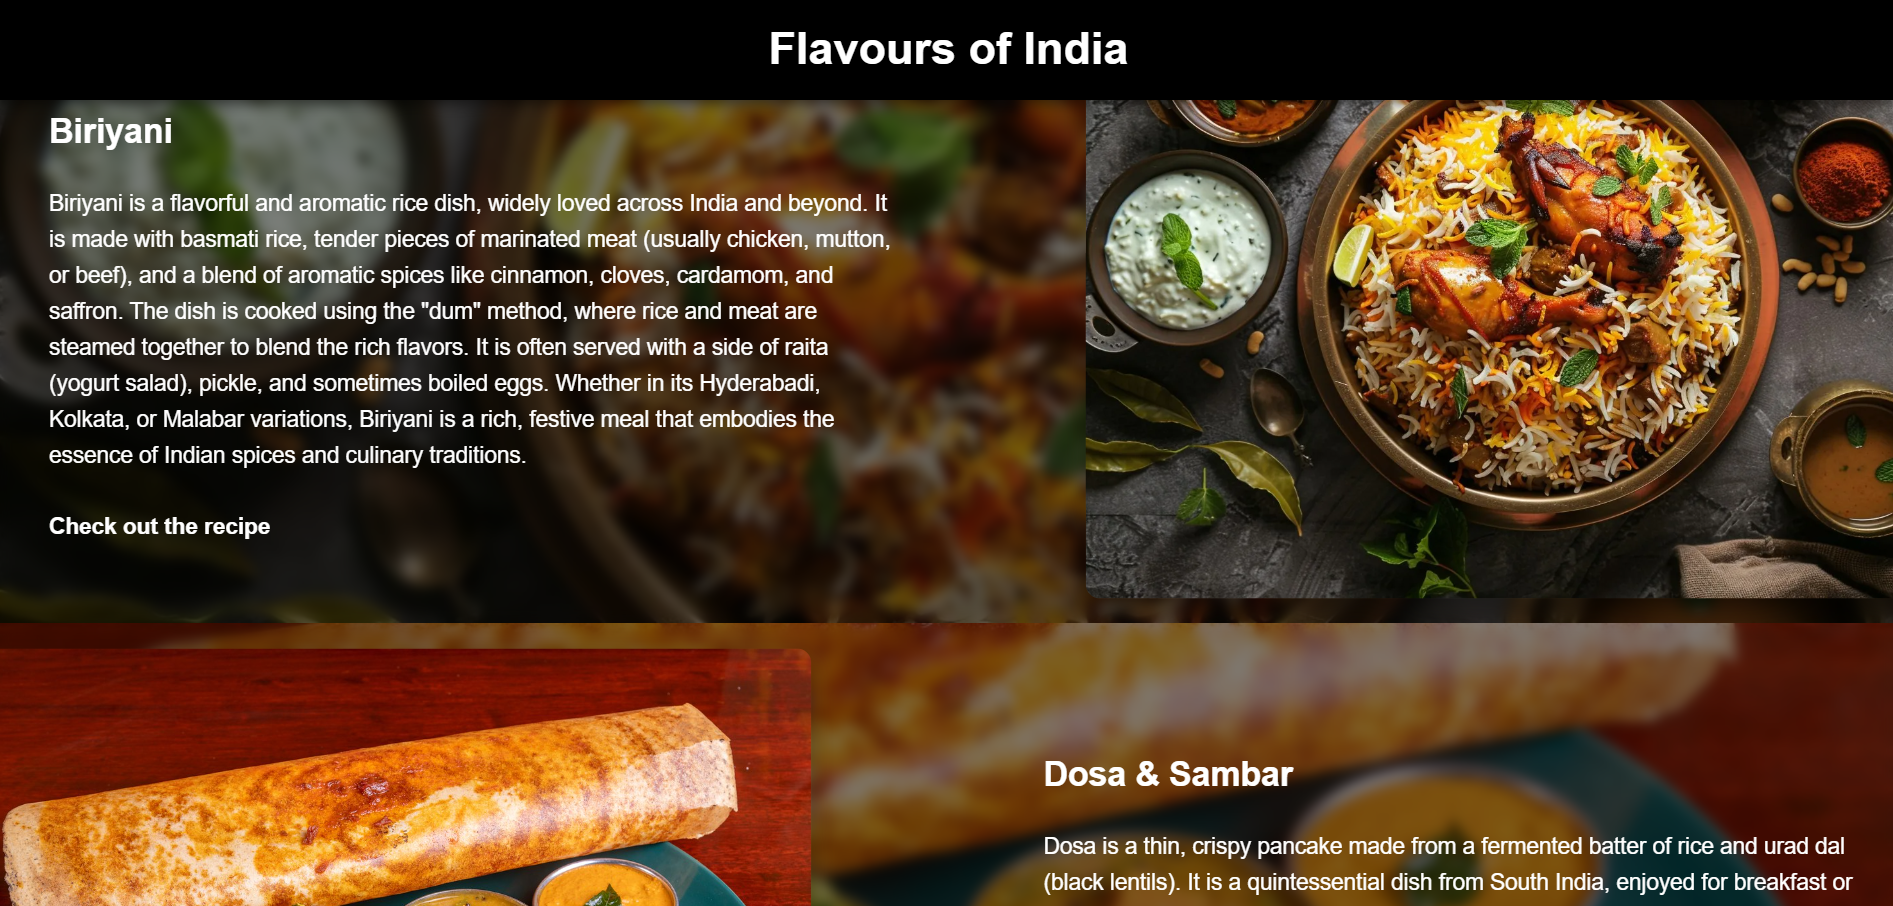 Flavours of India
Biriyani
Biriyani is a flavorful and aromatic rice dish, widely loved across India and beyond. It
is made with basmati rice, tender pieces of marinated meat (usually chicken, mutton,
or beef), and a blend of aromatic spices like cinnamon, cloves, cardamom, and
saffron. The dish is cooked using the "dum" method, where rice and meat are
steamed together to blend the rich flavors. It is often served with a side of raita
(yogurt salad), pickle, and sometimes boiled eggs. Whether in its Hyderabadi,
Kolkata, or Malabar variations, Biriyani is a rich, festive meal that embodies the
essence of Indian spices and culinary traditions.
Check out the recipe
Dosa & Sambar
Dosa is a thin, crispy pancake made from a fermented batter of rice and urad dal
(black lentils). It is a quintessential dish from South India, enjoyed for breakfast or